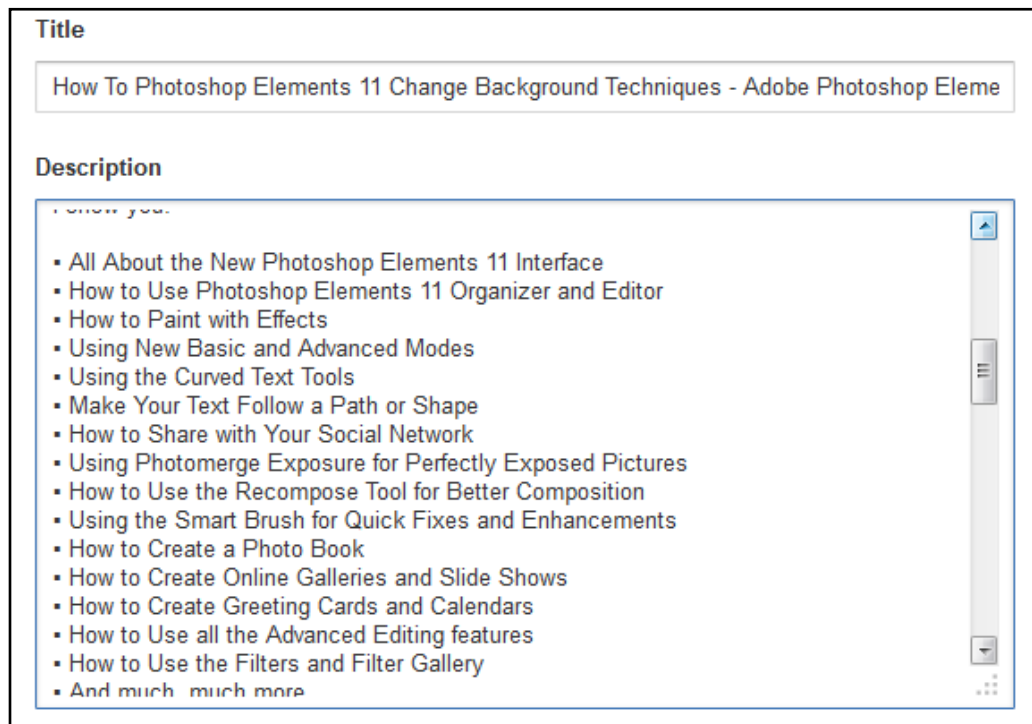 Title
How To Photoshop Elements 11 Change Background Techniques - Adobe Photoshop Eleme
Description
Follow you:
▪ All About the New Photoshop Elements 11 Interface
▪ How to Use Photoshop Elements 11 Organizer and Editor
▪ How to Paint with Effects
▪ Using New Basic and Advanced Modes
▪ Using the Curved Text Tools
▪ Make Your Text Follow a Path or Shape
▪ How to Share with Your Social Network
▪ Using Photomerge Exposure for Perfectly Exposed Pictures
▪ How to Use the Recompose Tool for Better Composition
▪ Using the Smart Brush for Quick Fixes and Enhancements
▪ How to Create a Photo Book
▪ How to Create Online Galleries and Slide Shows
▪ How to Create Greeting Cards and Calendars
▪ How to Use all the Advanced Editing features
▪ How to Use the Filters and Filter Gallery
▪ And much, much more